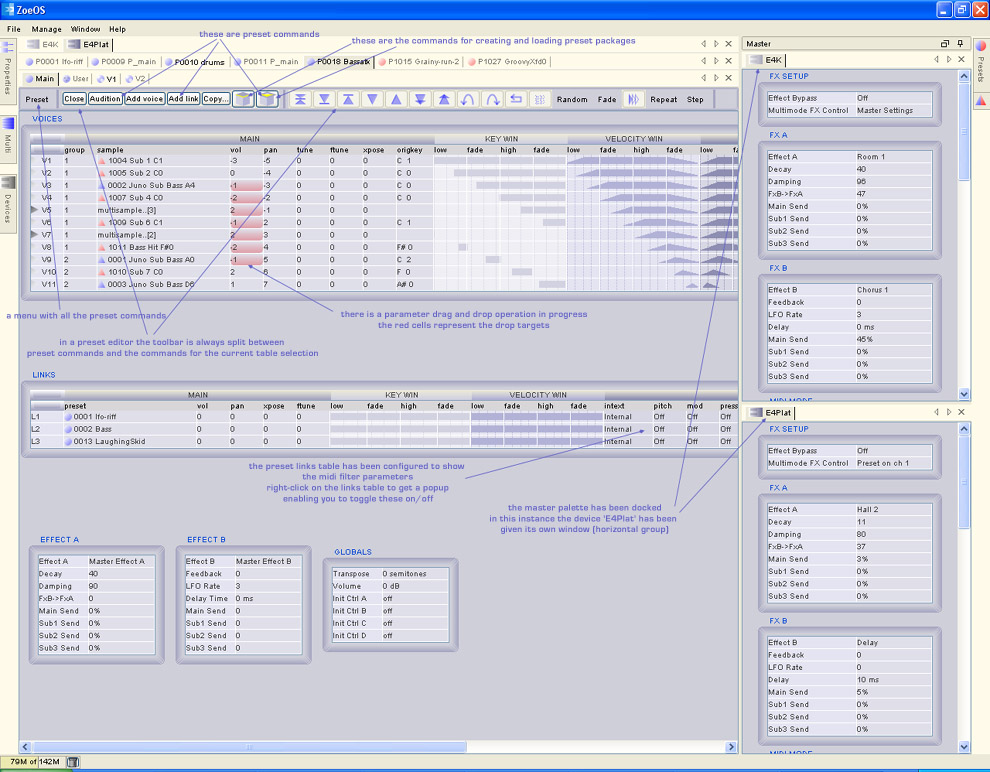 ZoeOS
File Manage Window Help
these are preset commands
E4K E4Plat
these are the commands for creating and loading preset packages
P0001 lfo-riff P0009 P_main P0010 drums P0011 P_main P0018 Bassalk P1015 Grainy-run-2 P1027 GroovyXfd0
Main User V1 V2
Preset Close Audition Add voice Add link Copy... Random Fade Repeat Step
Properties
Multi
Devices
VOICES
MAIN KEY WIN VELOCITY WIN
group sample vol pan tune ftune xpose origkey low fade high fade low fade high fade low
V1 1 1004 Sub 1 C1 -3 -5 0 0 0 C 1
V2 1 1005 Sub 2 C0 0 -4 0 0 0 C 0
V3 1 0002 Juno Sub Bass A4 -1 -3 0 0 0 C 0
V4 1 1007 Sub 4 C0 -2 -2 0 0 0 C 0
V5 1 multisample..[3] 2 -1 0 0 0
V6 1 1009 Sub 6 C1 -1 2 0 0 0 C 1
V7 1 multisample..[2] 2 3 0 0 0
V8 1 1011 Bass Hit F#0 -2 4 0 0 0 F# 0
V9 2 0001 Juno Sub Bass A0 -1 5 0 0 0 C 2
V10 2 1010 Sub 7 C0 2 6 0 0 0 F 0
V11 2 0003 Juno Sub Bass D6 1 7 0 0 0 A# 0
a menu with all the preset commands
there is a parameter drag and drop operation in progress
the red cells represent the drop targets
in a preset editor the toolbar is always split between
preset commands and the commands for the current table selection
LINKS
MAIN KEY WIN VELOCITY WIN
preset vol pan xpose ftune low fade high fade low fade high fade intext pitch mod press
L1 0001 lfo-riff 0 0 0 0 Internal Off Off Off
L2 0002 Bass 0 0 0 0 Internal Off Off Off
L3 0013 LaughingSkid 0 0 0 0 Internal Off Off Off
the preset links table has been configured to show
the midi filter parameters
right-click on the links table to get a popup
enabling you to toggle these on/off
the master palette has been docked
in this instance the device 'E4Plat' has been
given its own window (horizontal group)
EFFECT A
Effect A Master Effect A
Decay 40
Damping 90
FxB->FxA 0
Main Send 0%
Sub1 Send 0%
Sub2 Send 0%
Sub3 Send 0%
EFFECT B
Effect B Master Effect B
Feedback 0
LFO Rate 3
Delay Time 0 ms
Main Send 0
Sub1 Send 0
Sub2 Send 0
Sub3 Send 0
GLOBALS
Transpose 0 semitones
Volume 0 dB
Init Ctrl A off
Init Ctrl B off
Init Ctrl C off
Init Ctrl D off
79M of 142M
Master
E4K
FX SETUP
Effect Bypass Off
Multimode FX Control Master Settings
FX A
Effect A Room 1
Decay 40
Damping 96
FxB->FxA 47
Main Send 0%
Sub1 Send 0%
Sub2 Send 0%
Sub3 Send 0%
FX B
Effect B Chorus 1
Feedback 0
LFO Rate 3
Delay 0 ms
Main Send 45%
Sub1 Send 0%
Sub2 Send 0%
Sub3 Send 0%
MIDI MODE
E4Plat
FX SETUP
Effect Bypass Off
Multimode FX Control Preset on ch 1
FX A
Effect A Hall 2
Decay 11
Damping 80
FxB->FxA 37
Main Send 3%
Sub1 Send 0%
Sub2 Send 0%
Sub3 Send 0%
FX B
Effect B Delay
Feedback 0
LFO Rate 0
Delay 10 ms
Main Send 5%
Sub1 Send 0%
Sub2 Send 0%
Sub3 Send 0%
MIDI MODE
Presets